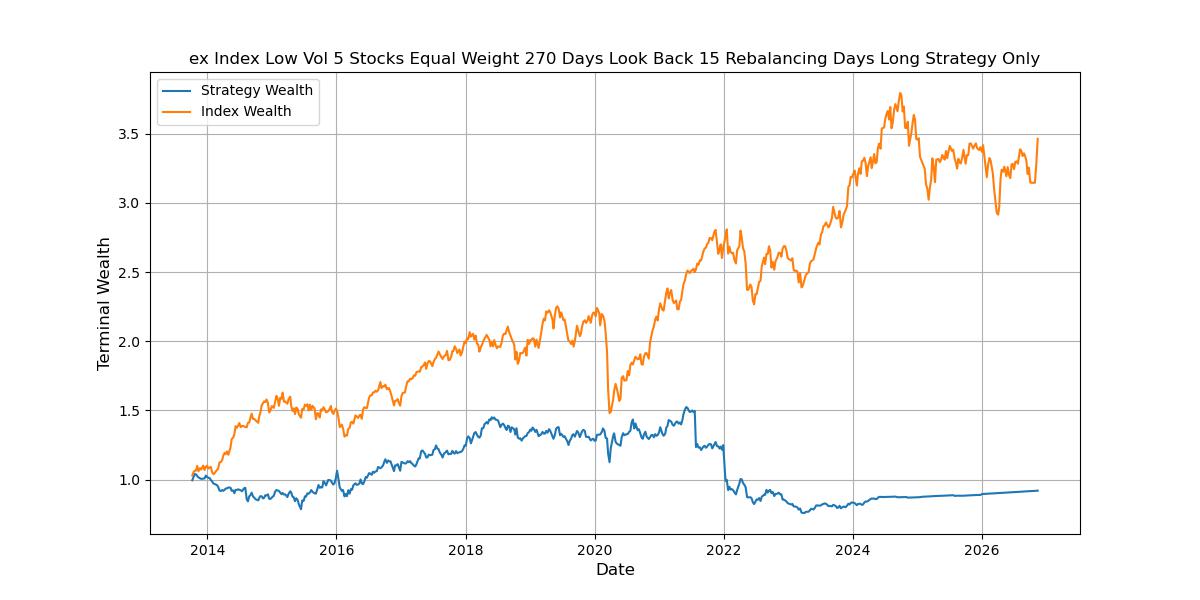 ex Index Low Vol 5 Stocks Equal Weight 270 Days Look Back 15 Rebalancing Days Long Strategy Only
Strategy Wealth
Index Wealth
Terminal Wealth
3.5
3.0
2.5
2.0
1.5
1.0
2014 2016 2018 2020 2022 2024 2026
Date